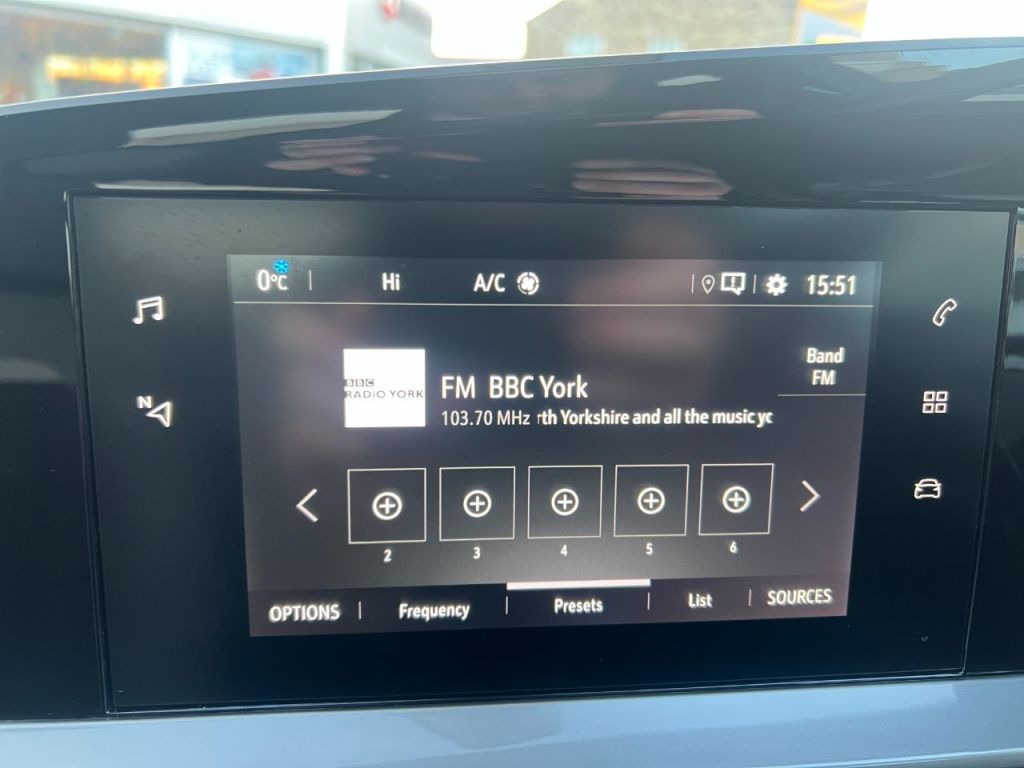 0°C
Hi
A/C
15:51
BBC
RADIO YORK
FM BBC York
103.70 MHz rth Yorkshire and all the music yc
Band
FM
N
2 3 4 5 6
OPTIONS
Frequency
Presets
List
SOURCES